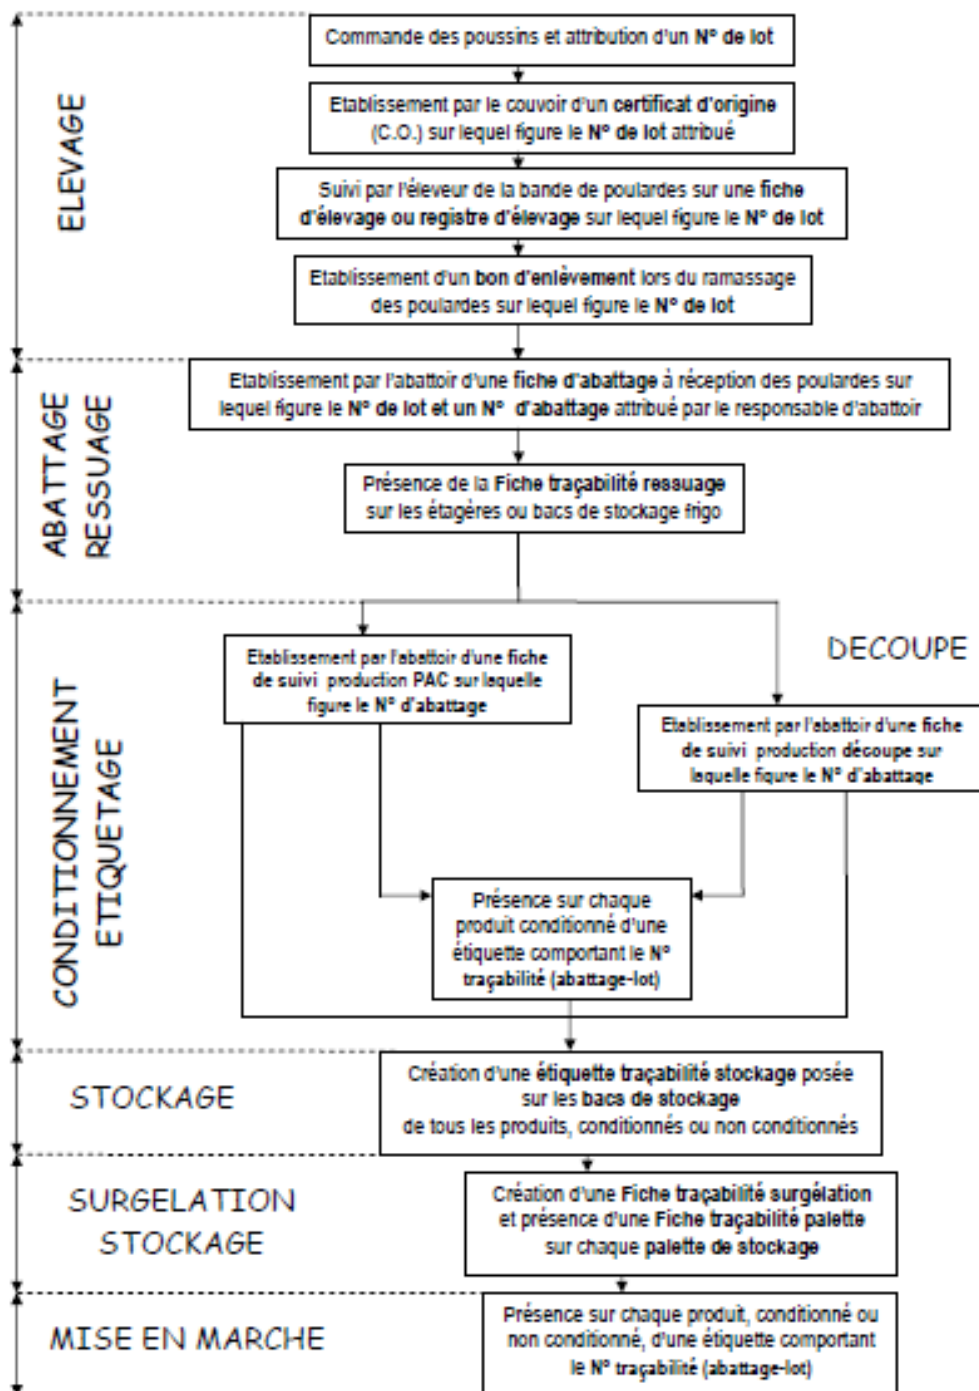 ELEVAGE
Commande des poussins et attribution d'un N° de lot
Etablissement par le couvoir d'un certificat d'origine
(C.O.) sur lequel figure le N° de lot attribué
Suivi par l'éleveur de la bande de poulardes sur une fiche
d'élevage ou registre d'élevage sur lequel figure le N° de lot
Etablissement d'un bon d'enlèvement lors du ramassage
des poulardes sur lequel figure le N° de lot
ABATTAGE
RESSUAGE
Etablissement par l'abattoir d'une fiche d'abattage à réception des poulardes sur
lequel figure le N° de lot et un N° d'abattage attribué par le responsable d'abattoir
Présence de la Fiche traçabilité ressuage
sur les étagères ou bacs de stockage frigo
CONDITIONNEMENT
ETIQUETAGE
Etablissement par l'abattoir d'une fiche
de suivi production PAC sur laquelle
figure le N° d'abattage
DECOUPE
Etablissement par l'abattoir d'une fiche
de suivi production découpe sur
laquelle figure le N° d'abattage
Présence sur chaque
produit conditionné d'une
étiquette comportant le N°
traçabilité (abattage-lot)
STOCKAGE
Création d'une étiquette traçabilité stockage posée
sur les bacs de stockage
de tous les produits, conditionnés ou non conditionnés
SURGELATION
STOCKAGE
Création d'une Fiche traçabilité surgélation
et présence d'une Fiche traçabilité palette
sur chaque palette de stockage
MISE EN MARCHE
Présence sur chaque produit, conditionné ou
non conditionné, d'une étiquette comportant
le N° traçabilité (abattage-lot)